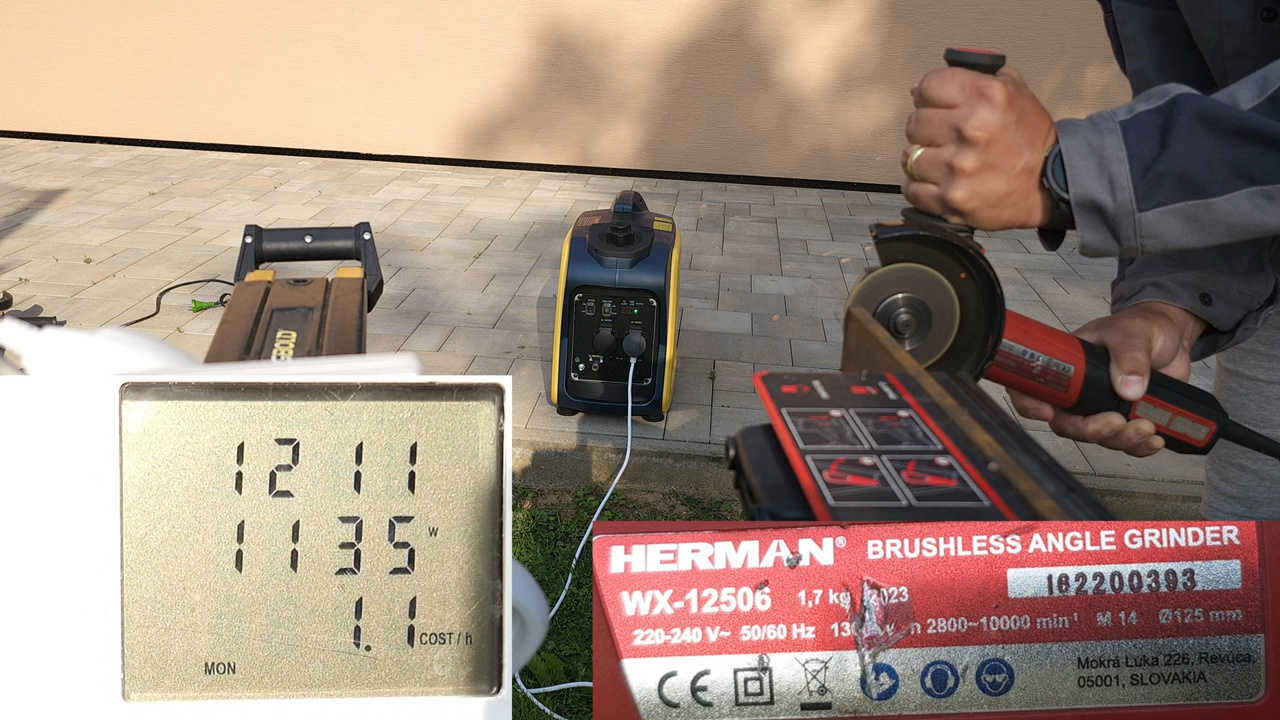 1211
1135 W
1.1 COST/h
MON
HERMAN® BRUSHLESS ANGLE GRINDER
162200393
WX-12506 1,7 kg 2023
220-240 V~ 50/60 Hz 2800~10000 min⁻¹ M 14 Ø125 mm
CE
Mokrá Lúka 226, Revúca,
05001, SLOVAKIA